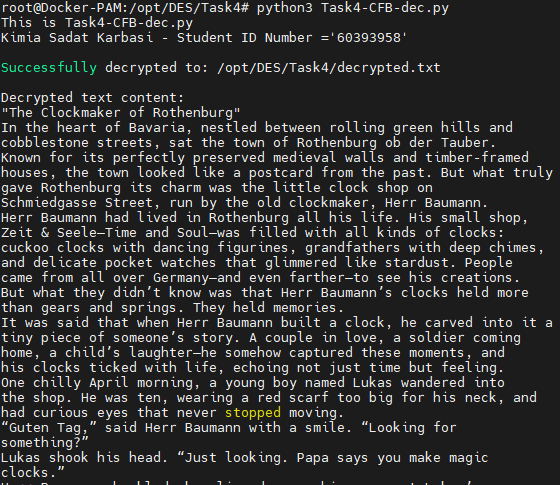 root@Docker-PAM:/opt/DES/Task4# python3 Task4-CFB-dec.py
This is Task4-CFB-dec.py
Kimia Sadat Karbasi - Student ID Number ='60393958'
Successfully decrypted to: /opt/DES/Task4/decrypted.txt
Decrypted text content:
"The Clockmaker of Rothenburg"
In the heart of Bavaria, nestled between rolling green hills and
cobblestone streets, sat the town of Rothenburg ob der Tauber.
Known for its perfectly preserved medieval walls and timber-framed
houses, the town looked like a postcard from the past. But what truly
gave Rothenburg its charm was the little clock shop on
Schmiedgasse Street, run by the old clockmaker, Herr Baumann.
Herr Baumann had lived in Rothenburg all his life. His small shop,
Zeit & Seele—Time and Soul—was filled with all kinds of clocks:
cuckoo clocks with dancing figurines, grandfathers with deep chimes,
and delicate pocket watches that glimmered like stardust. People
came from all over Germany—and even farther—to see his creations.
But what they didn’t know was that Herr Baumann’s clocks held more
than gears and springs. They held memories.
It was said that when Herr Baumann built a clock, he carved into it a
tiny piece of someone’s story. A couple in love, a soldier coming
home, a child’s laughter—he somehow captured these moments, and
his clocks ticked with life, echoing not just time but feeling.
One chilly April morning, a young boy named Lukas wandered into
the shop. He was ten, wearing a red scarf too big for his neck, and
had curious eyes that never stopped moving.
“Guten Tag,” said Herr Baumann with a smile. “Looking for
something?”
Lukas shook his head. “Just looking. Papa says you make magic
clocks.”